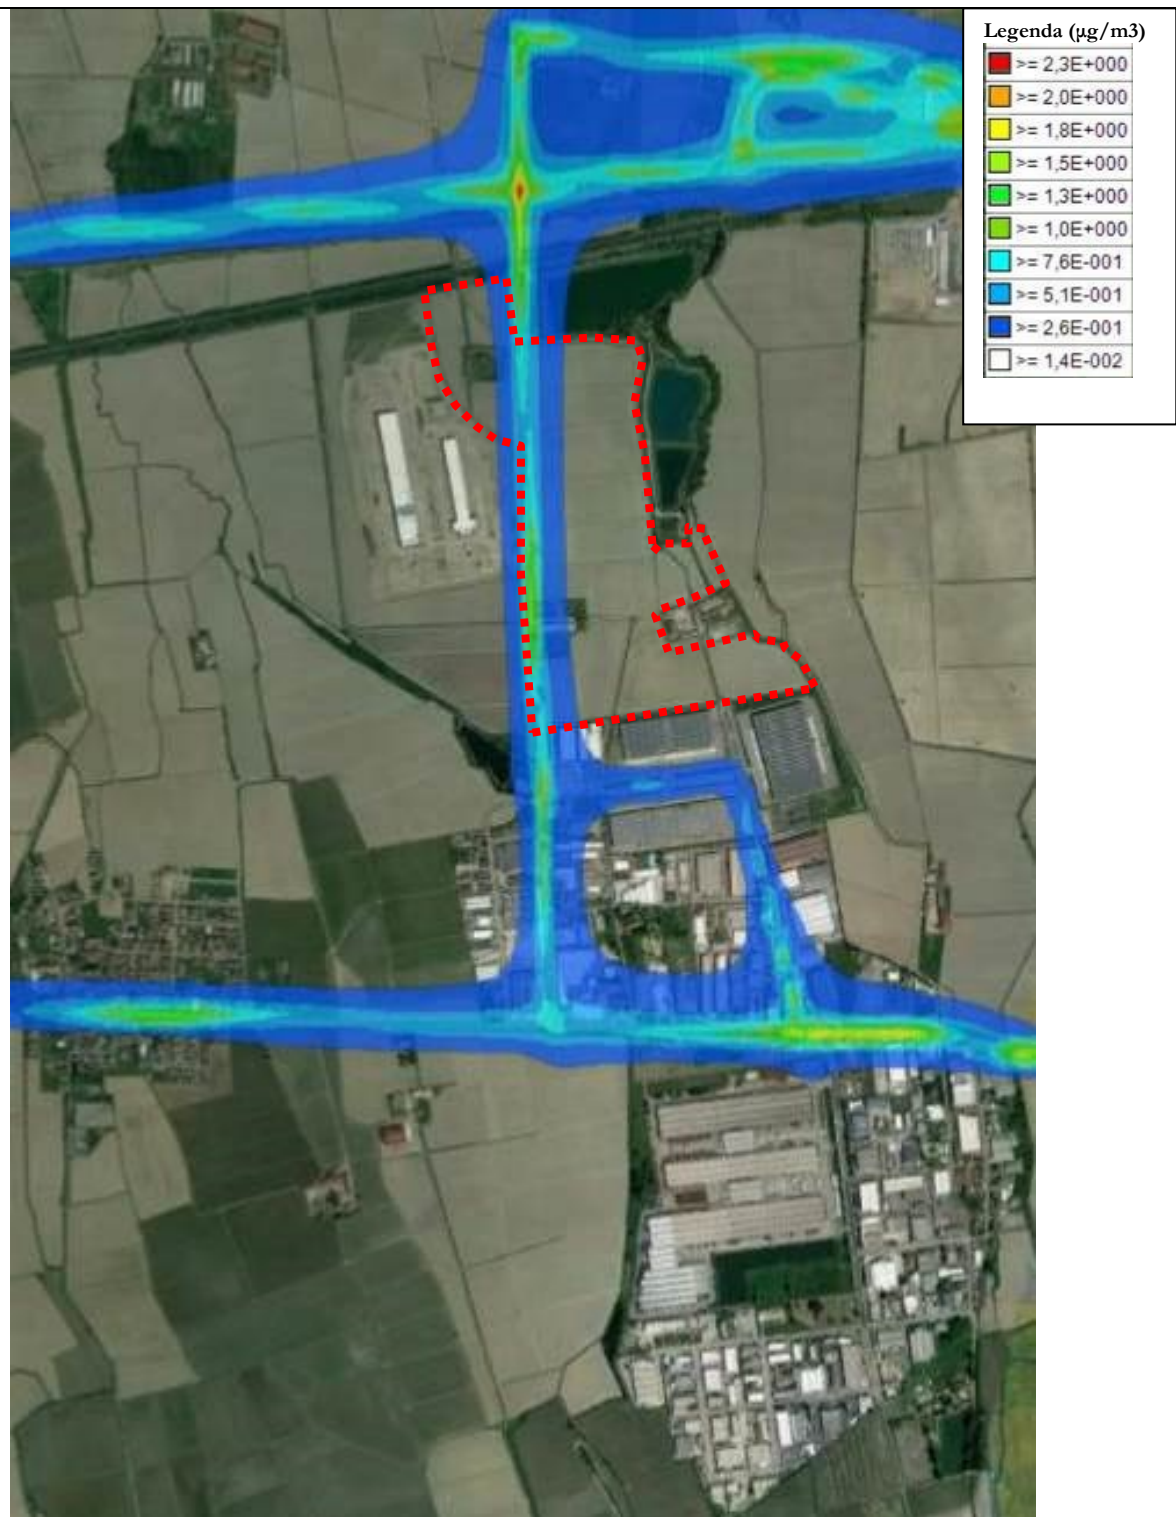 Legenda (µg/m3)
>= 2,3E+000
>= 2,0E+000
>= 1,8E+000
>= 1,5E+000
>= 1,3E+000
>= 1,0E+000
>= 7,6E-001
>= 5,1E-001
>= 2,6E-001
>= 1,4E-002